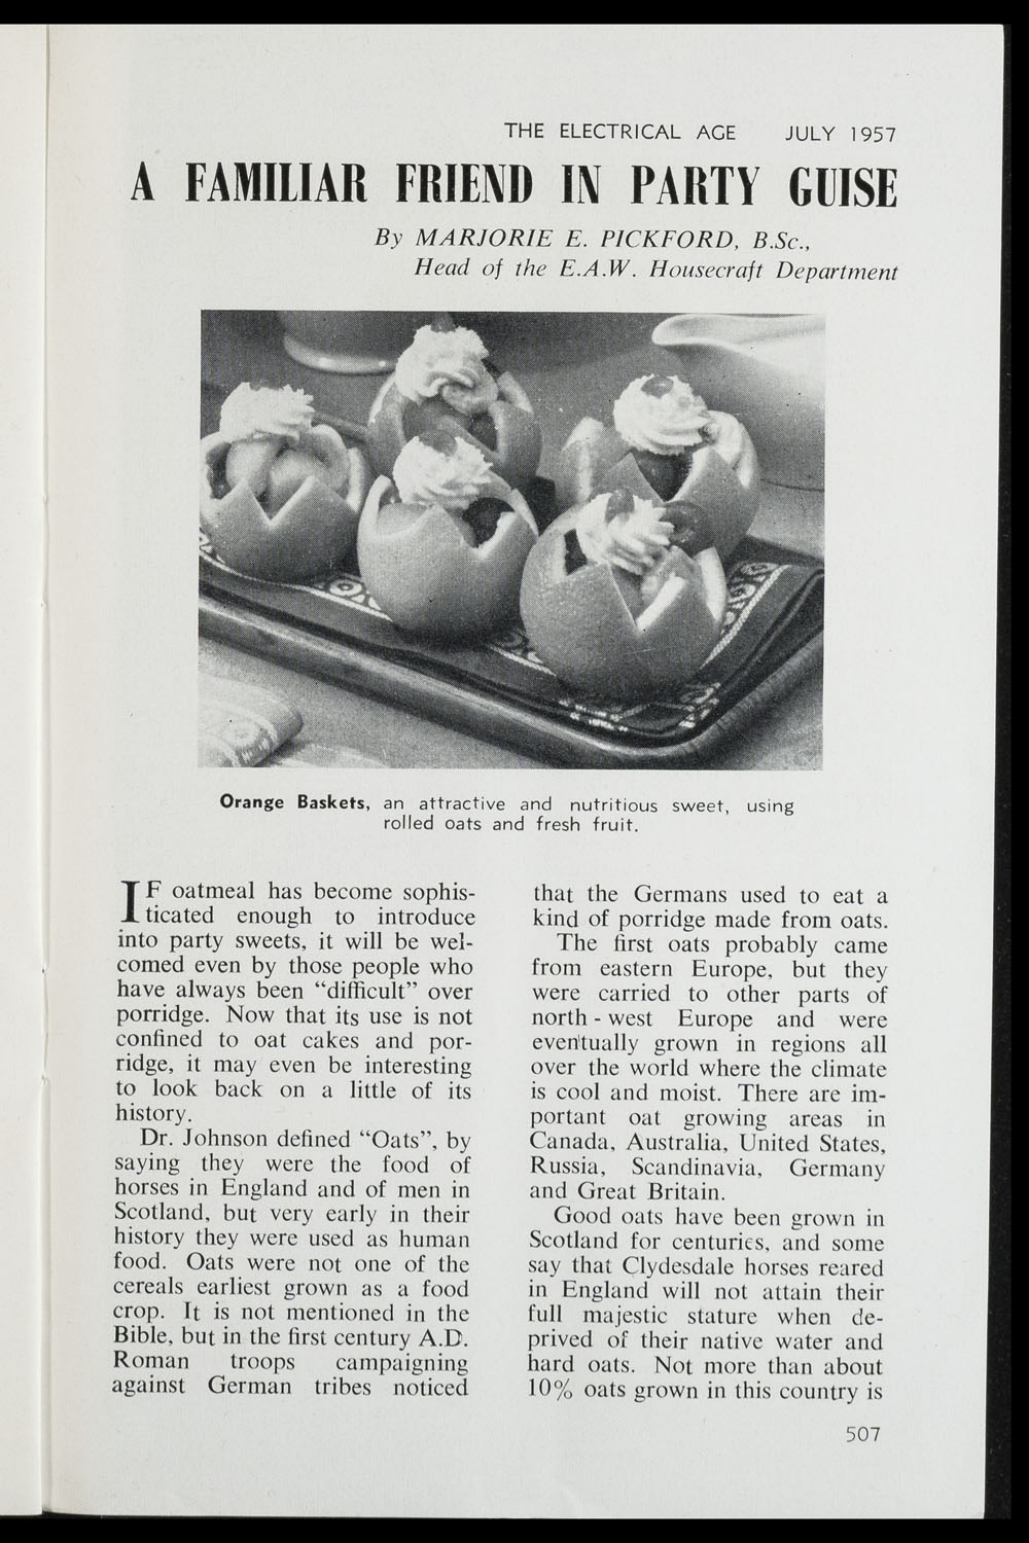 THE ELECTRICAL AGE JULY 1957
A FAMILIAR FRIEND IN PARTY GUISE
By MARJORIE E. PICKFORD, B.Sc.,
Head of the E.A.W. Housecraft Department
Orange Baskets, an attractive and nutritious sweet, using
rolled oats and fresh fruit.
IF oatmeal has become sophis-
ticated enough to introduce
into party sweets, it will be wel-
comed even by those people who
have always been “difficult” over
porridge. Now that its use is not
confined to oat cakes and por-
ridge, it may even be interesting
to look back on a little of its
history.
Dr. Johnson defined “Oats”, by
saying they were the food of
horses in England and of men in
Scotland, but very early in their
history they were used as human
food. Oats were not one of the
cereals earliest grown as a food
crop. It is not mentioned in the
Bible, but in the first century A.D.
Roman troops campaigning
against German tribes noticed
that the Germans used to eat a
kind of porridge made from oats.
The first oats probably came
from eastern Europe, but they
were carried to other parts of
north - west Europe and were
eventually grown in regions all
over the world where the climate
is cool and moist. There are im-
portant oat growing areas in
Canada, Australia, United States,
Russia, Scandinavia, Germany
and Great Britain.
Good oats have been grown in
Scotland for centuries, and some
say that Clydesdale horses reared
in England will not attain their
full majestic stature when de-
prived of their native water and
hard oats. Not more than about
10% oats grown in this country is
507